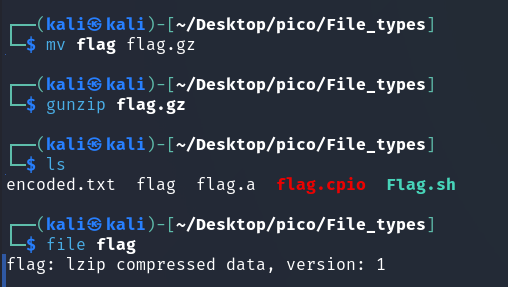 ┌──(kali㉿kali)-[~/Desktop/pico/File_types]
└─$ mv flag flag.gz
┌──(kali㉿kali)-[~/Desktop/pico/File_types]
└─$ gunzip flag.gz
┌──(kali㉿kali)-[~/Desktop/pico/File_types]
└─$ ls
encoded.txt  flag  flag.a  flag.cpio  Flag.sh
┌──(kali㉿kali)-[~/Desktop/pico/File_types]
└─$ file flag
flag: lzip compressed data, version: 1